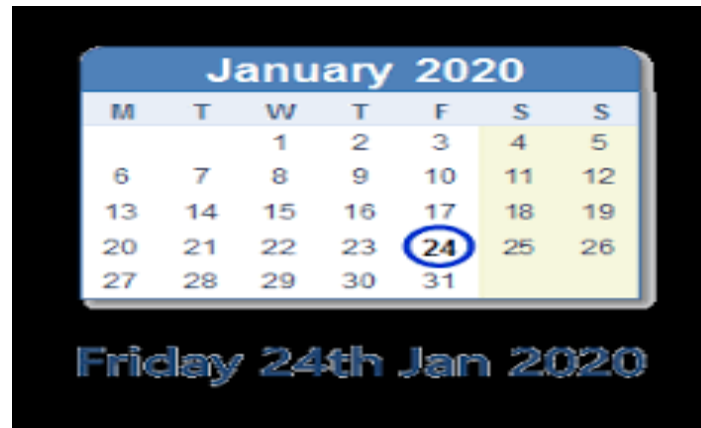 January 2020
M T W T F S S
1 2 3 4 5
6 7 8 9 10 11 12
13 14 15 16 17 18 19
20 21 22 23 24 25 26
27 28 29 30 31
Friday 24th Jan 2020